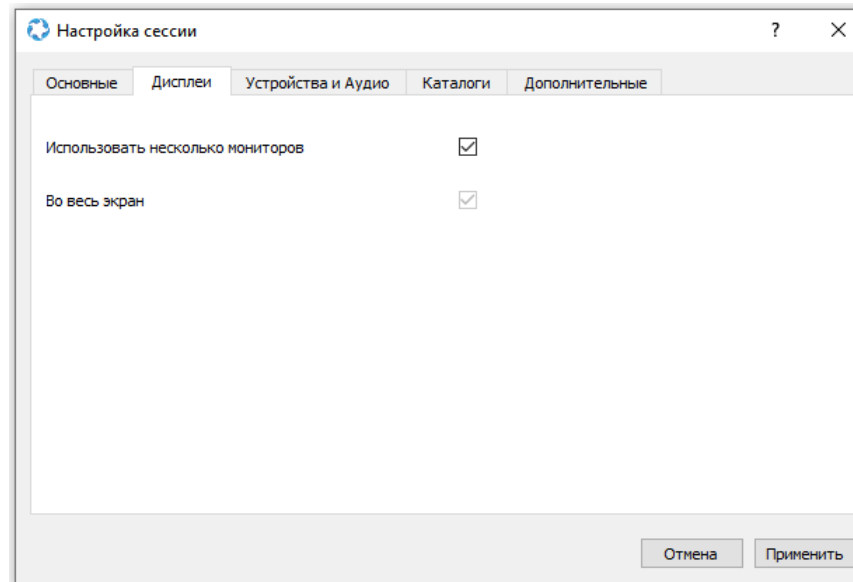 Настройка сессии
?
Основные Дисплеи Устройства и Аудио Каталоги Дополнительные
Использовать несколько мониторов
Во весь экран
Отмена Применить